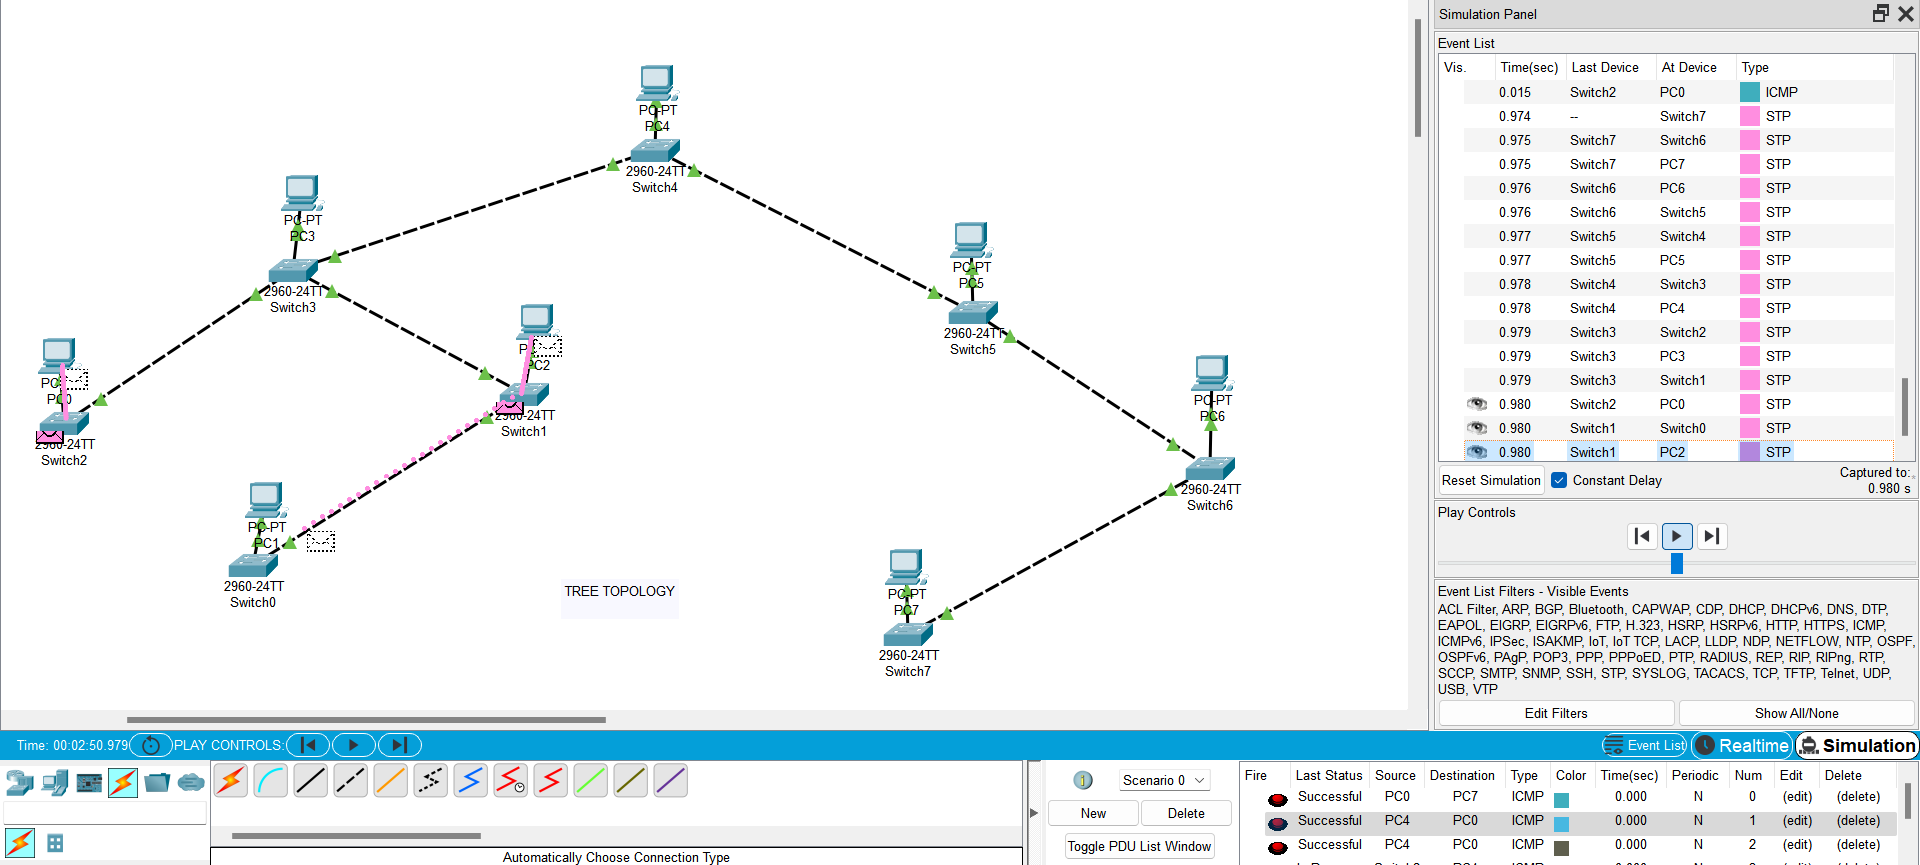 Simulation Panel
Event List
Vis. Time(sec) Last Device At Device Type
0.015 Switch2 PC0 ICMP
0.974 -- Switch7 STP
0.975 Switch7 Switch6 STP
0.975 Switch7 PC7 STP
0.976 Switch6 PC6 STP
0.976 Switch6 Switch5 STP
0.977 Switch5 Switch4 STP
0.977 Switch5 PC5 STP
0.978 Switch4 Switch3 STP
0.978 Switch4 PC4 STP
0.979 Switch3 Switch2 STP
0.979 Switch3 PC3 STP
0.979 Switch3 Switch1 STP
0.980 Switch2 PC0 STP
0.980 Switch1 Switch0 STP
0.980 Switch1 PC2 STP
Reset Simulation Constant Delay Captured to:
0.980 s
Play Controls
Event List Filters - Visible Events
ACL Filter, ARP, BGP, Bluetooth, CAPWAP, CDP, DHCP, DHCPv6, DNS, DTP,
EAPOL, EIGRP, EIGRPv6, FTP, H.323, HSRP, HSRPv6, HTTP, HTTPS, ICMP,
ICMPv6, IPSec, ISAKMP, IoT, IoT TCP, LACP, LLDP, NDP, NETFLOW, NTP, OSPF,
OSPFv6, PAgP, POP3, PPP, PPPoED, PTP, RADIUS, REP, RIP, RIPng, RTP,
SCCP, SMTP, SNMP, SSH, STP, SYSLOG, TACACS, TCP, TFTP, Telnet, UDP,
USB, VTP
Edit Filters Show All/None
PC-PT
PC4
2960-24TT
Switch4
PC-PT
PC3
2960-24TT
Switch3
PC-PT
PC5
2960-24TT
Switch5
PC2
2960-24TT
Switch1
PC0
2960-24TT
Switch2
PC-PT
PC6
2960-24TT
Switch6
PC-PT
PC1
2960-24TT
Switch0
PC-PT
PC7
2960-24TT
Switch7
TREE TOPOLOGY
Time: 00:02:50.979 PLAY CONTROLS:
Event List Realtime Simulation
Automatically Choose Connection Type
1 Scenario 0
New Delete
Toggle PDU List Window
Fire Last Status Source Destination Type Color Time(sec) Periodic Num Edit Delete
Successful PC0 PC7 ICMP 0.000 N 0 (edit) (delete)
Successful PC4 PC0 ICMP 0.000 N 1 (edit) (delete)
Successful PC4 PC0 ICMP 0.000 N 2 (edit) (delete)